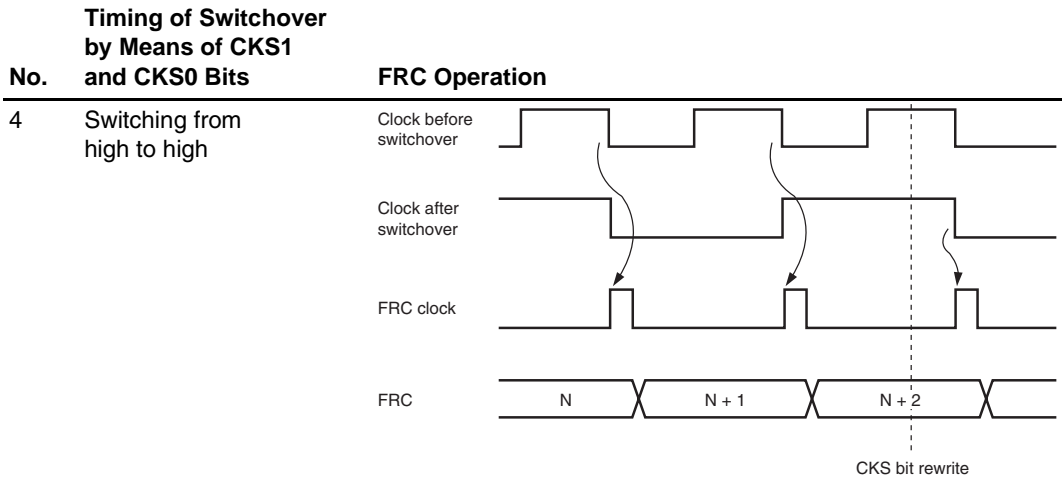 No.
Timing of Switchover
by Means of CKS1
and CKS0 Bits
FRC Operation
4
Switching from
high to high
Clock before
switchover
Clock after
switchover
FRC clock
FRC
N
N + 1
N + 2
CKS bit rewrite